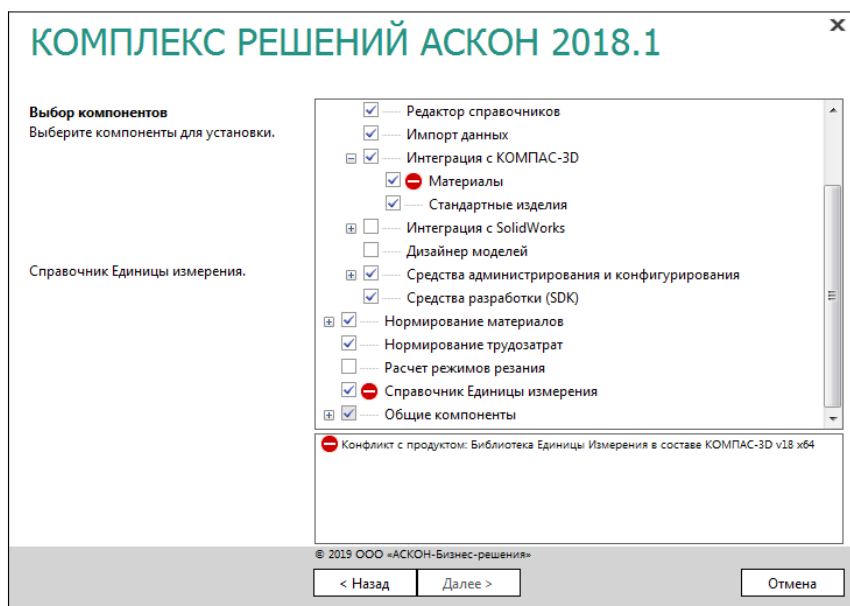 КОМПЛЕКС РЕШЕНИЙ АСКОН 2018.1
Выбор компонентов
Выберите компоненты для установки.
Справочник Единицы измерения.
Редактор справочников
Импорт данных
Интеграция с КОМПАС-3D
Материалы
Стандартные изделия
Интеграция с SolidWorks
Дизайнер моделей
Средства администрирования и конфигурирования
Средства разработки (SDK)
Нормирование материалов
Нормирование трудозатрат
Расчет режимов резания
Справочник Единицы измерения
Общие компоненты
Конфликт с продуктом: Библиотека Единицы Измерения в составе КОМПАС-3D v18 x64
© 2019 ООО «АСКОН-Бизнес-решения»
< Назад
Далее >
Отмена